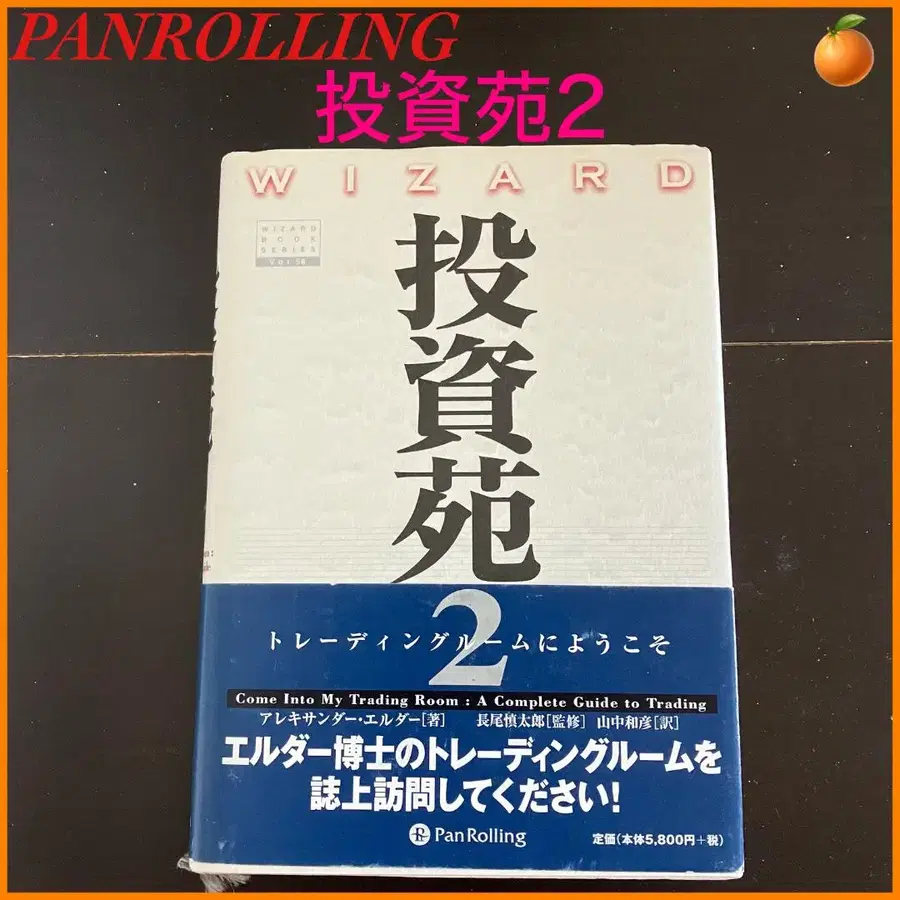 PANROLLING
投資苑2
WIZARD
WIZARD
BOOK
SERIES
投資苑
2
トレーディングルームにようこそ
Come Into My Trading Room : A Complete Guide to Trading
アレキサンダー・エルダー[著] 長尾慎太郎[監修] 山中和彦[訳]
エルダー博士のトレーディングルームを
誌上訪問してください!
PanRolling
定価(本体5,800円+税)